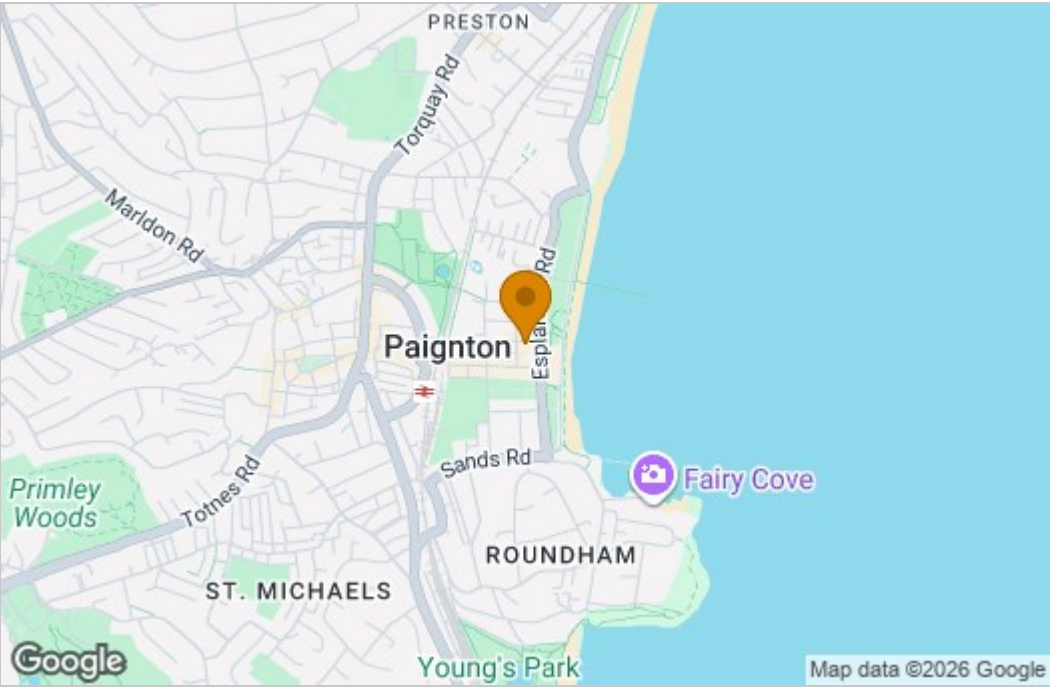 PRESTON
Torquay Rd
Marldon Rd
Esplan Rd
Paignton
Sands Rd
Fairy Cove
Primley
Woods
Totnes Rd
ROUNDHAM
ST. MICHAELS
Young's Park
Google
Map data ©2026 Google